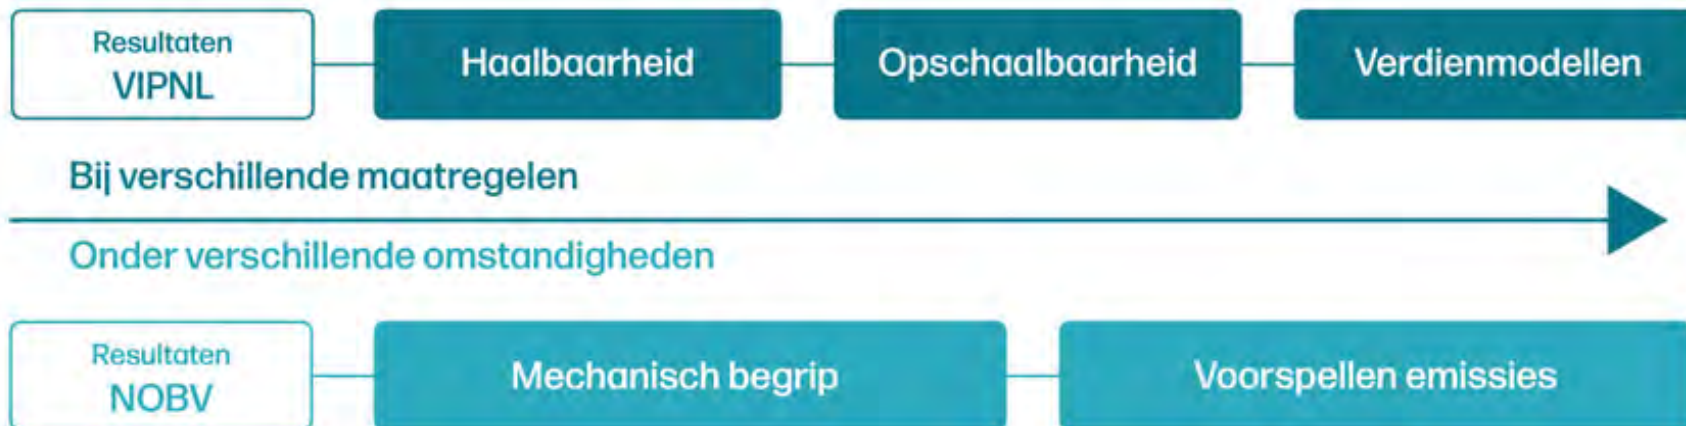 Resultaten
VIPNL
Haalbaarheid
Opschaalbaarheid
Verdienmodellen
Bij verschillende maatregelen
Onder verschillende omstandigheden
Resultaten
NOBV
Mechanisch begrip
Voorspellen emissies